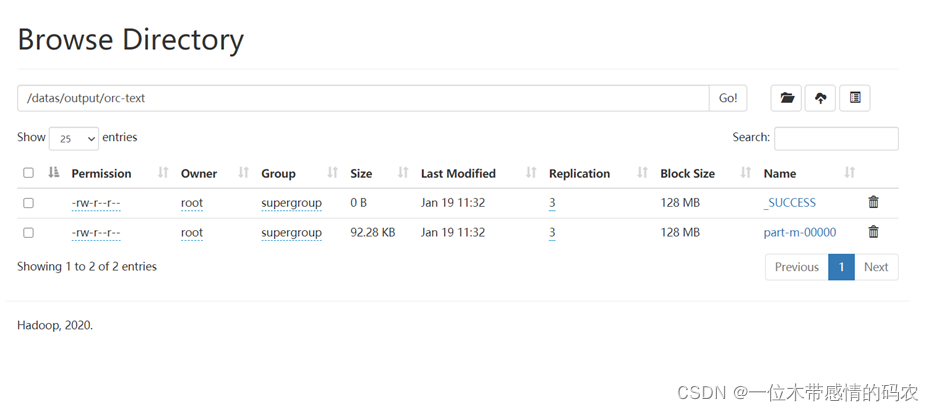 Browse Directory
/datas/output/orc-text Go!
Show 25 entries Search:
Permission Owner Group Size Last Modified Replication Block Size Name
-rw-r--r-- root supergroup 0 B Jan 19 11:32 3 128 MB _SUCCESS
-rw-r--r-- root supergroup 92.28 KB Jan 19 11:32 3 128 MB part-m-00000
Showing 1 to 2 of 2 entries Previous 1 Next
Hadoop, 2020.
CSDN @一位木带感情的码农